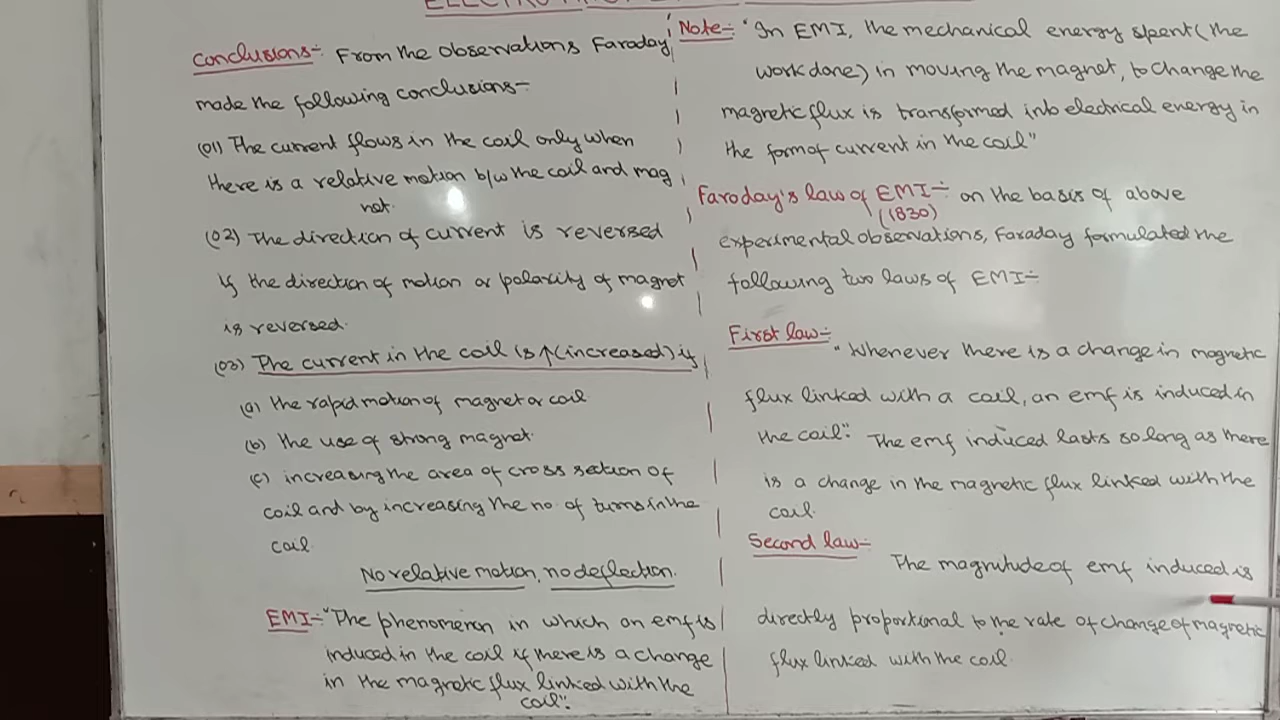 Conclusions:- From the observations Faraday
made the following conclusions-
(01) The current flows in the coil only when
there is a relative motion b/w the coil and mag
net.
(02) The direction of current is reversed
if the direction of motion or polarity of magnet
is reversed.
(03) The current in the coil is ↑(increased) if
(a) the rapid motion of magnet or coil
(b) the use of strong magnet.
(c) increasing the area of cross section of
coil and by increasing the no. of turns in the
coil.
No relative motion, no deflection.
EMI:- "The phenomenon in which an emf is
induced in the coil if there is a change
in the magnetic flux linked with the
coil".
Note:- "In EMI, the mechanical energy spent (the
work done) in moving the magnet, to change the
magnetic flux is transformed into electrical energy in
the form of current in the coil"
Faraday's law of EMI:- on the basis of above
(1830)
experimental observations, Faraday formulated the
following two laws of EMI:-
First law:-
"Whenever there is a change in magnetic
flux linked with a coil, an emf is induced in
the coil". The emf induced lasts so long as there
is a change in the magnetic flux linked with the
coil.
Second law:-
The magnitude of emf induced is
directly proportional to the rate of change of magnetic
flux linked with the coil.